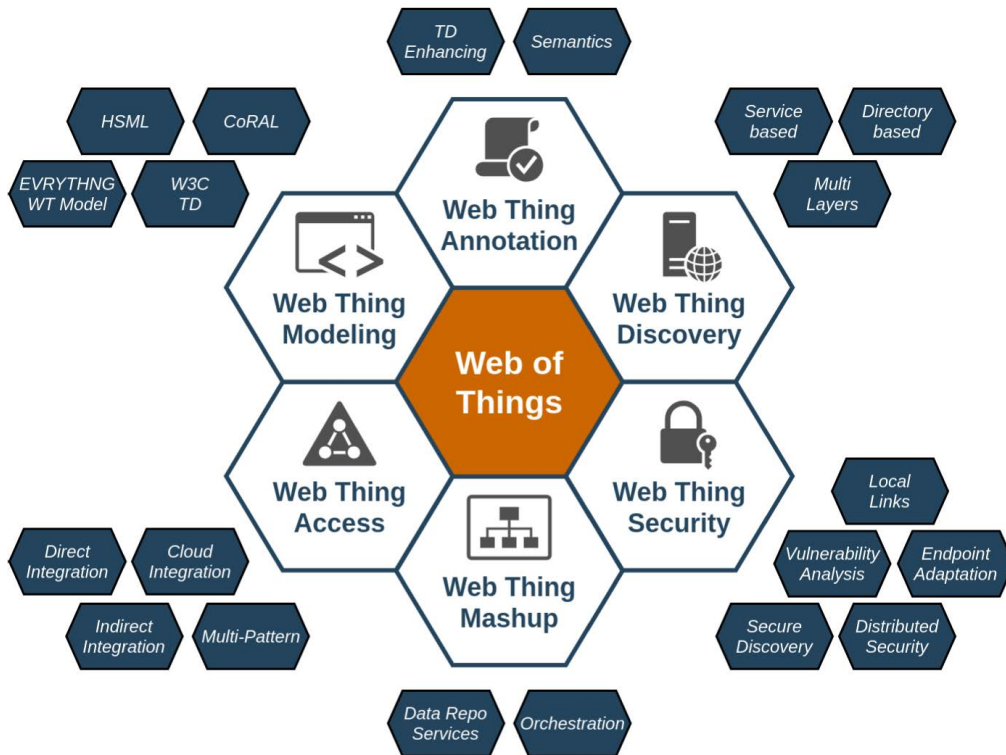 TD
Enhancing
Semantics
HSML
CoRAL
EVRYTHNG
WT Model
W3C
TD
Service
based
Directory
based
Multi
Layers
Web Thing
Annotation
Web Thing
Modeling
Web Thing
Discovery
Web of
Things
Web Thing
Access
Web Thing
Security
Web Thing
Mashup
Direct
Integration
Cloud
Integration
Indirect
Integration
Multi-Pattern
Local
Links
Vulnerability
Analysis
Endpoint
Adaptation
Secure
Discovery
Distributed
Security
Data Repo
Services
Orchestration